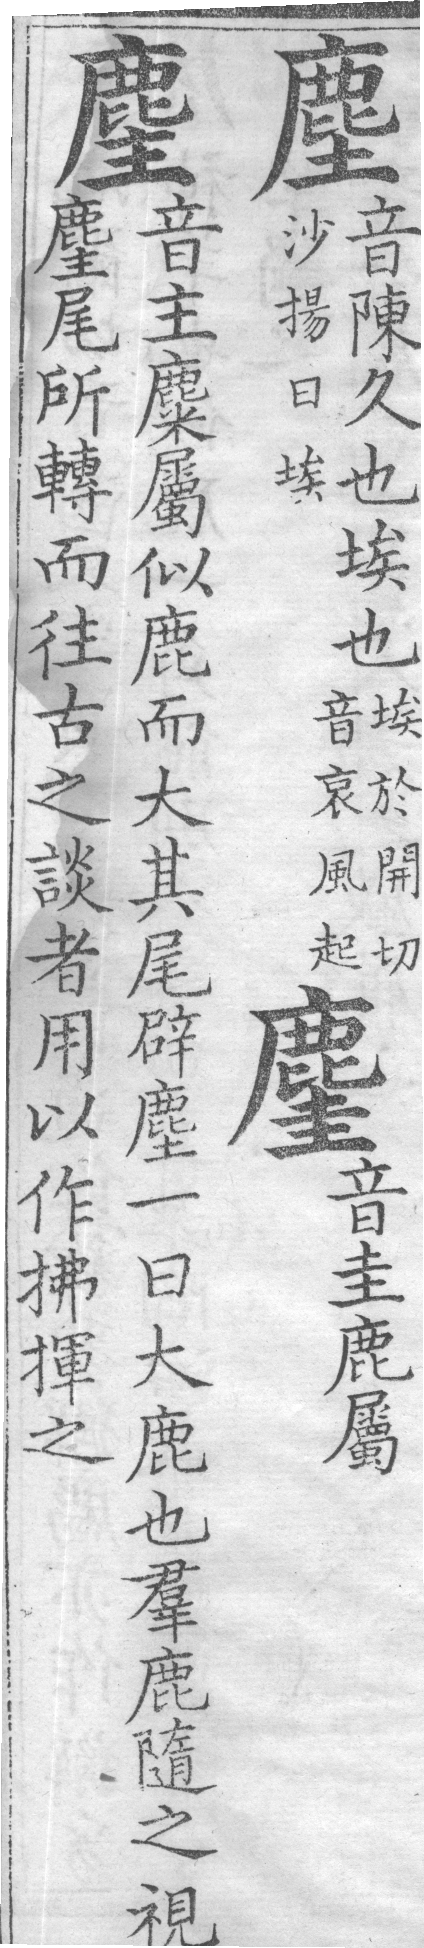 塵
音陳久也埃也
埃於開切
音哀風起
沙揚曰埃
音圭鹿屬
麈
音主麋屬似鹿而大其尾辟塵一曰大鹿也羣鹿隨之視
麈尾所轉而往古之談者用以作拂揮之